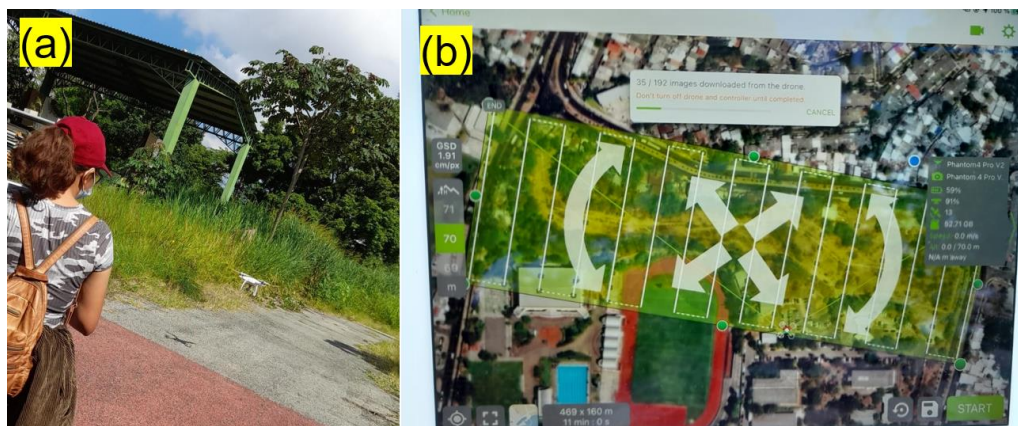 (a)
(b)
Home
35 / 192 images downloaded from the drone
Don't turn off drone and controller until completed.
CANCEL
END
GSD
1.91
cm/px
71
70
69
m
Phantom4 Pro V2
Phantom 4 Pro V.
59%
91%
13
0.0 m/s
0.0 / 70.0 m
N/A m away
469 x 160 m
11 min : 0 s
START